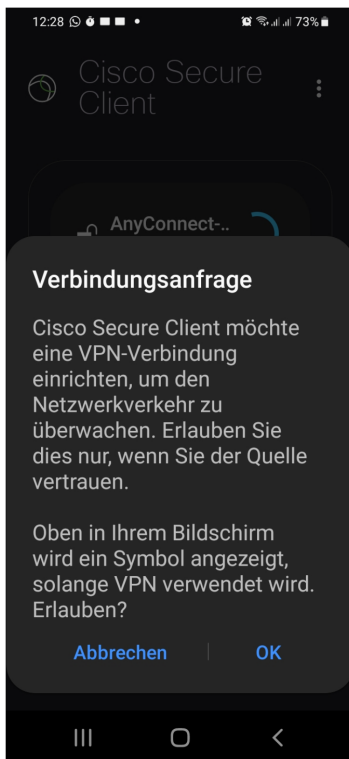 12:28 73%
Cisco Secure
Client
AnyConnect-..
Verbindungsanfrage
Cisco Secure Client möchte
eine VPN-Verbindung
einrichten, um den
Netzwerkverkehr zu
überwachen. Erlauben Sie
dies nur, wenn Sie der Quelle
vertrauen.
Oben in Ihrem Bildschirm
wird ein Symbol angezeigt,
solange VPN verwendet wird.
Erlauben?
Abbrechen OK